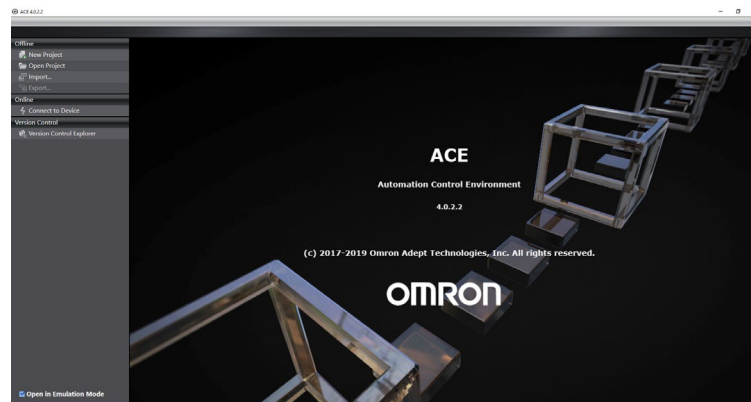 ACE 4.0.2.2
Offline
New Project
Open Project
Import...
Export...
Online
Connect to Device
Version Control
Version Control Explorer
ACE
Automation Control Environment
4.0.2.2
(c) 2017-2019 Omron Adept Technologies, Inc. All rights reserved.
OMRON
Open in Emulation Mode